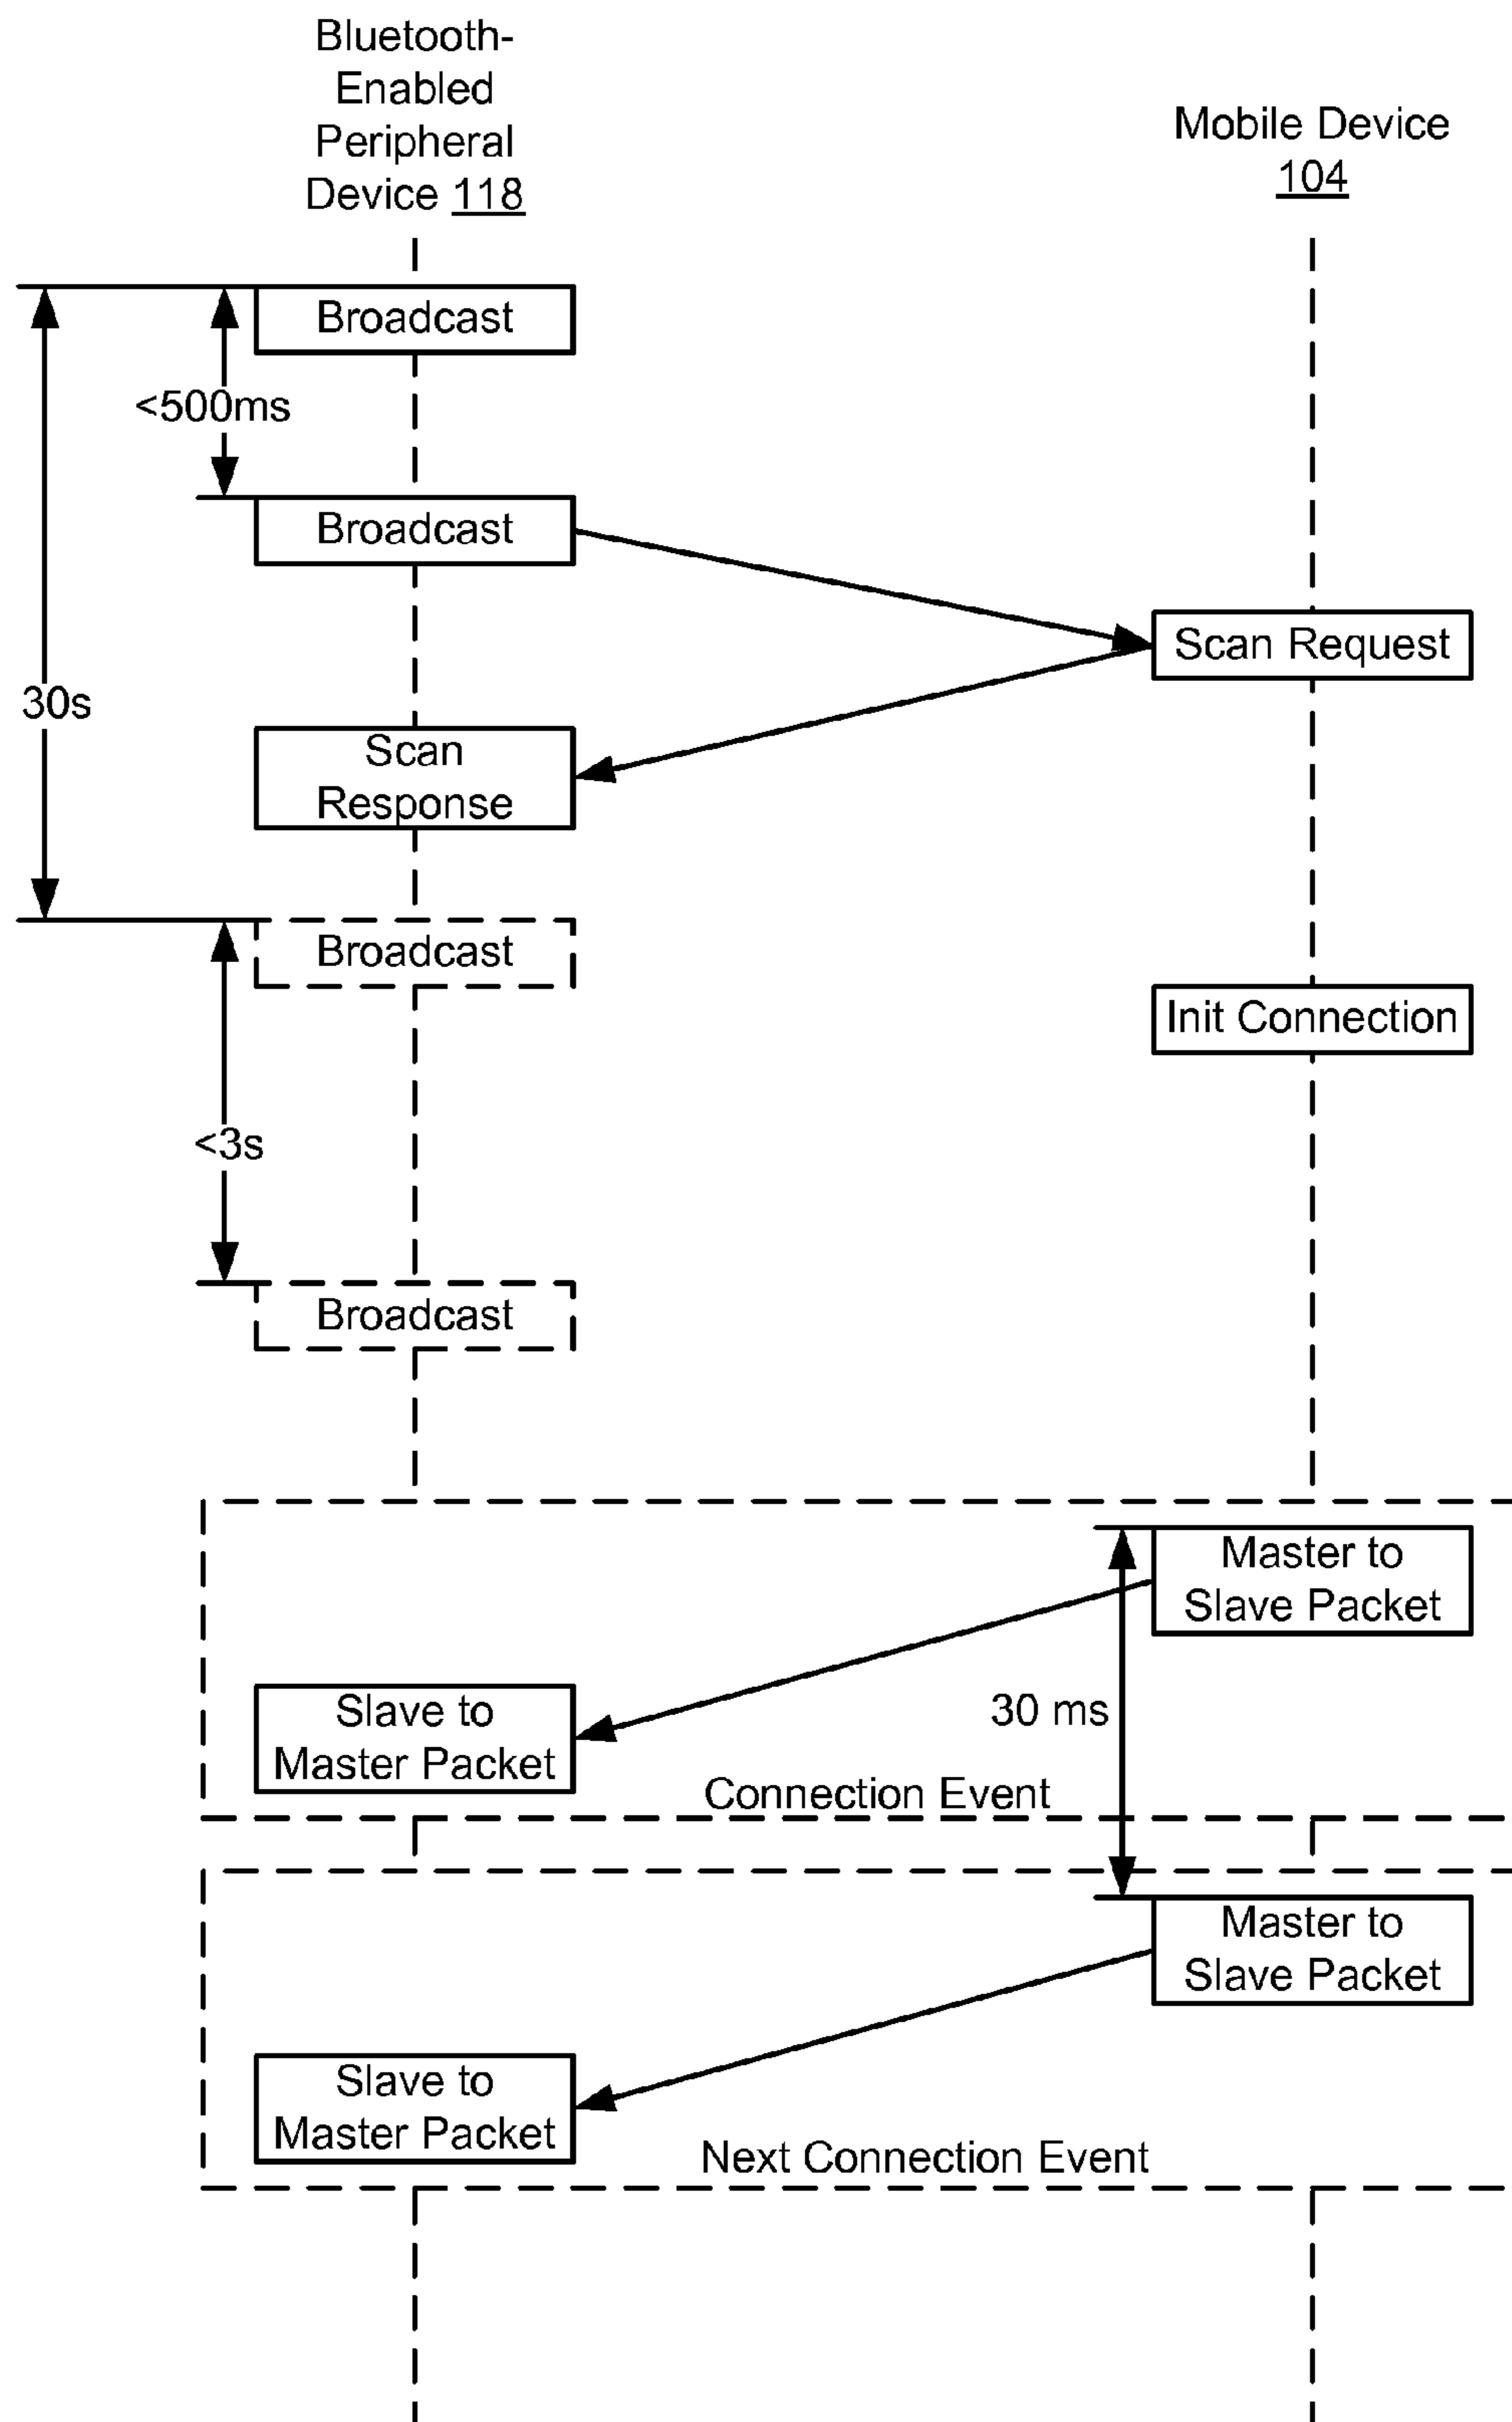 Bluetooth-
Enabled
Peripheral
Device 118
Mobile Device
104
Broadcast
<500ms
Broadcast
Scan Request
30s
Scan
Response
Broadcast
Init Connection
<3s
Broadcast
Master to
Slave Packet
Slave to
Master Packet
30 ms
Connection Event
Master to
Slave Packet
Slave to
Master Packet
Next Connection Event